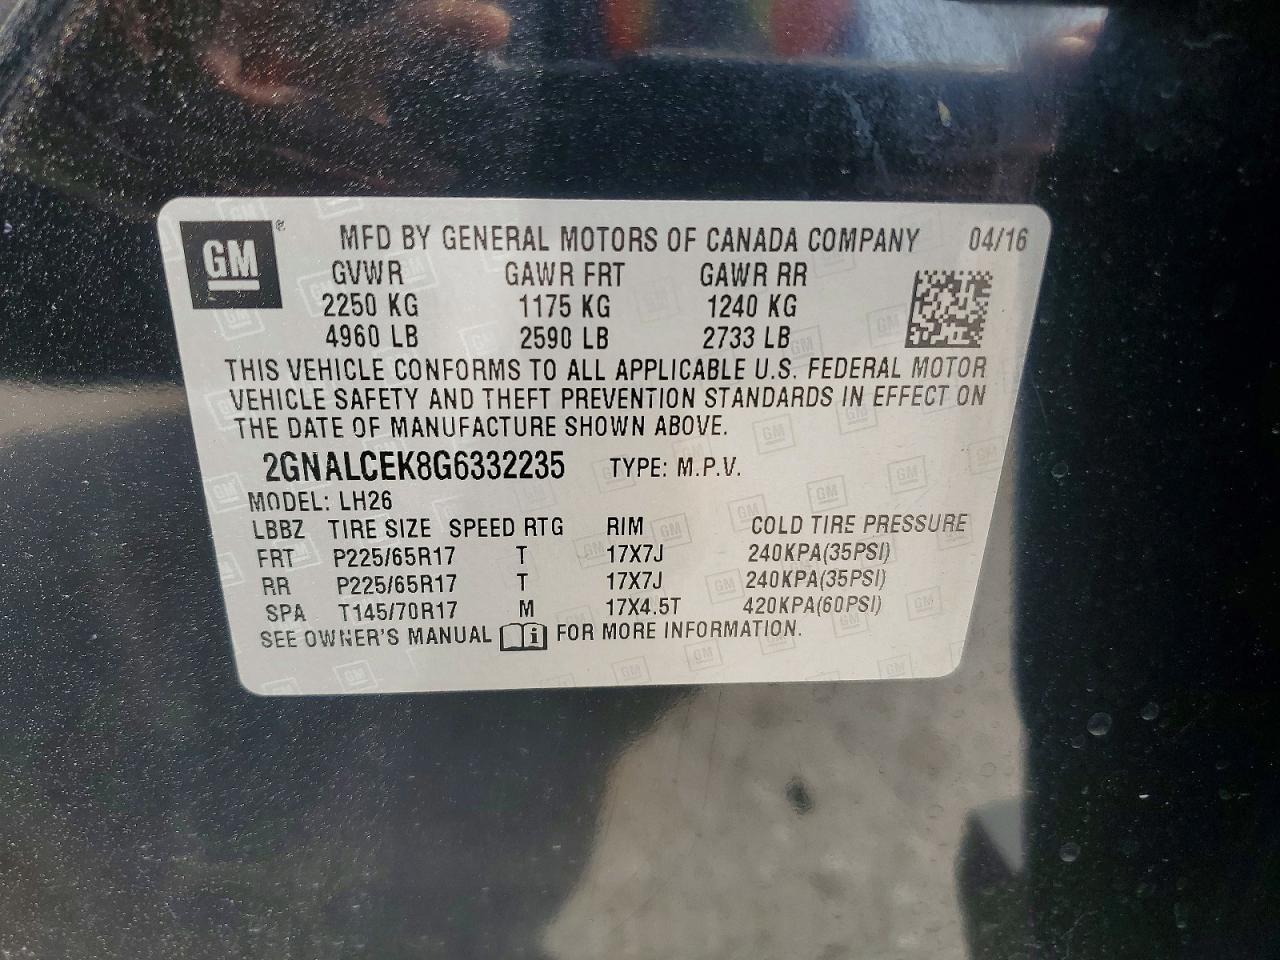 GM ® MFD BY GENERAL MOTORS OF CANADA COMPANY 04/16
GVWR GAWR FRT GAWR RR
2250 KG 1175 KG 1240 KG
4960 LB 2590 LB 2733 LB
THIS VEHICLE CONFORMS TO ALL APPLICABLE U.S. FEDERAL MOTOR
VEHICLE SAFETY AND THEFT PREVENTION STANDARDS IN EFFECT ON
THE DATE OF MANUFACTURE SHOWN ABOVE.
2GNALCEK8G6332235 TYPE: M.P.V.
MODEL: LH26
LBBZ TIRE SIZE SPEED RTG RIM COLD TIRE PRESSURE
FRT P225/65R17 T 17X7J 240KPA(35PSI)
RR P225/65R17 T 17X7J 240KPA(35PSI)
SPA T145/70R17 M 17X4.5T 420KPA(60PSI)
SEE OWNER'S MANUAL i FOR MORE INFORMATION.